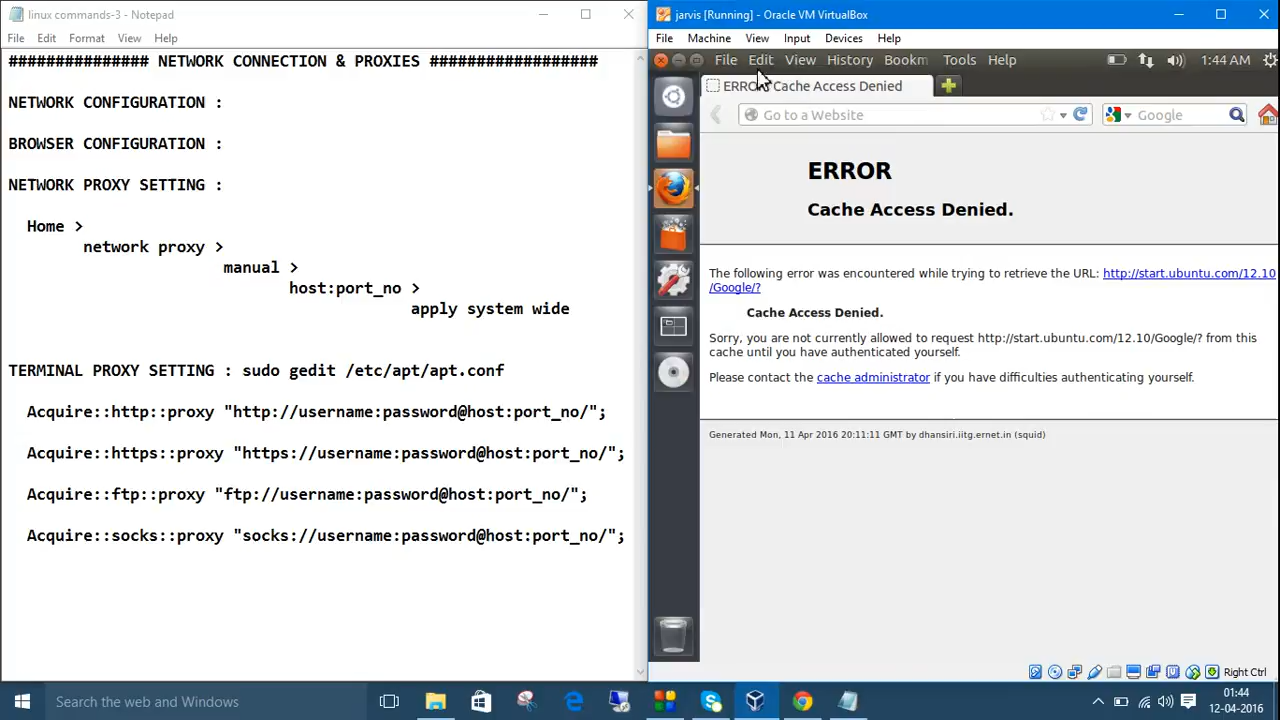 linux commands-3 - Notepad
File Edit Format View Help
############### NETWORK CONNECTION & PROXIES ##################
NETWORK CONFIGURATION :
BROWSER CONFIGURATION :
NETWORK PROXY SETTING :
Home >
network proxy >
manual >
host:port_no >
apply system wide
TERMINAL PROXY SETTING : sudo gedit /etc/apt/apt.conf
Acquire::http::proxy "http://username:password@host:port_no/";
Acquire::https::proxy "https://username:password@host:port_no/";
Acquire::ftp::proxy "ftp://username:password@host:port_no/";
Acquire::socks::proxy "socks://username:password@host:port_no/";
jarvis [Running] - Oracle VM VirtualBox
File Machine View Input Devices Help
File Edit View History Bookm Tools Help 1:44 AM
ERRO Cache Access Denied
Go to a Website Google
ERROR
Cache Access Denied.
The following error was encountered while trying to retrieve the URL: http://start.ubuntu.com/12.10
/Google/?
Cache Access Denied.
Sorry, you are not currently allowed to request http://start.ubuntu.com/12.10/Google/? from this
cache until you have authenticated yourself.
Please contact the cache administrator if you have difficulties authenticating yourself.
Generated Mon, 11 Apr 2016 20:11:11 GMT by dhansiri.iitg.ernet.in (squid)
Right Ctrl
Search the web and Windows
01:44
12-04-2016